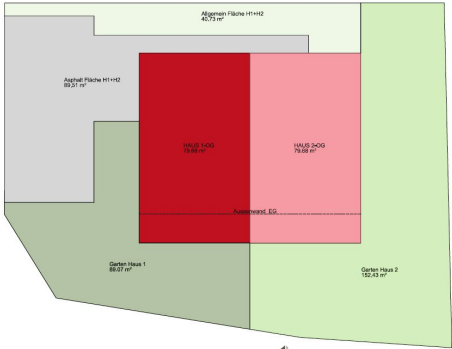 Allgemein Fläche H1+H2
40,73 m²
Asphalt Fläche H1+H2
89,51 m²
HAUS 1-OG
79.68 m²
HAUS 2-OG
79.68 m²
Aussenwand EG
Garten Haus 1
89.07 m²
Garten Haus 2
152,43 m²